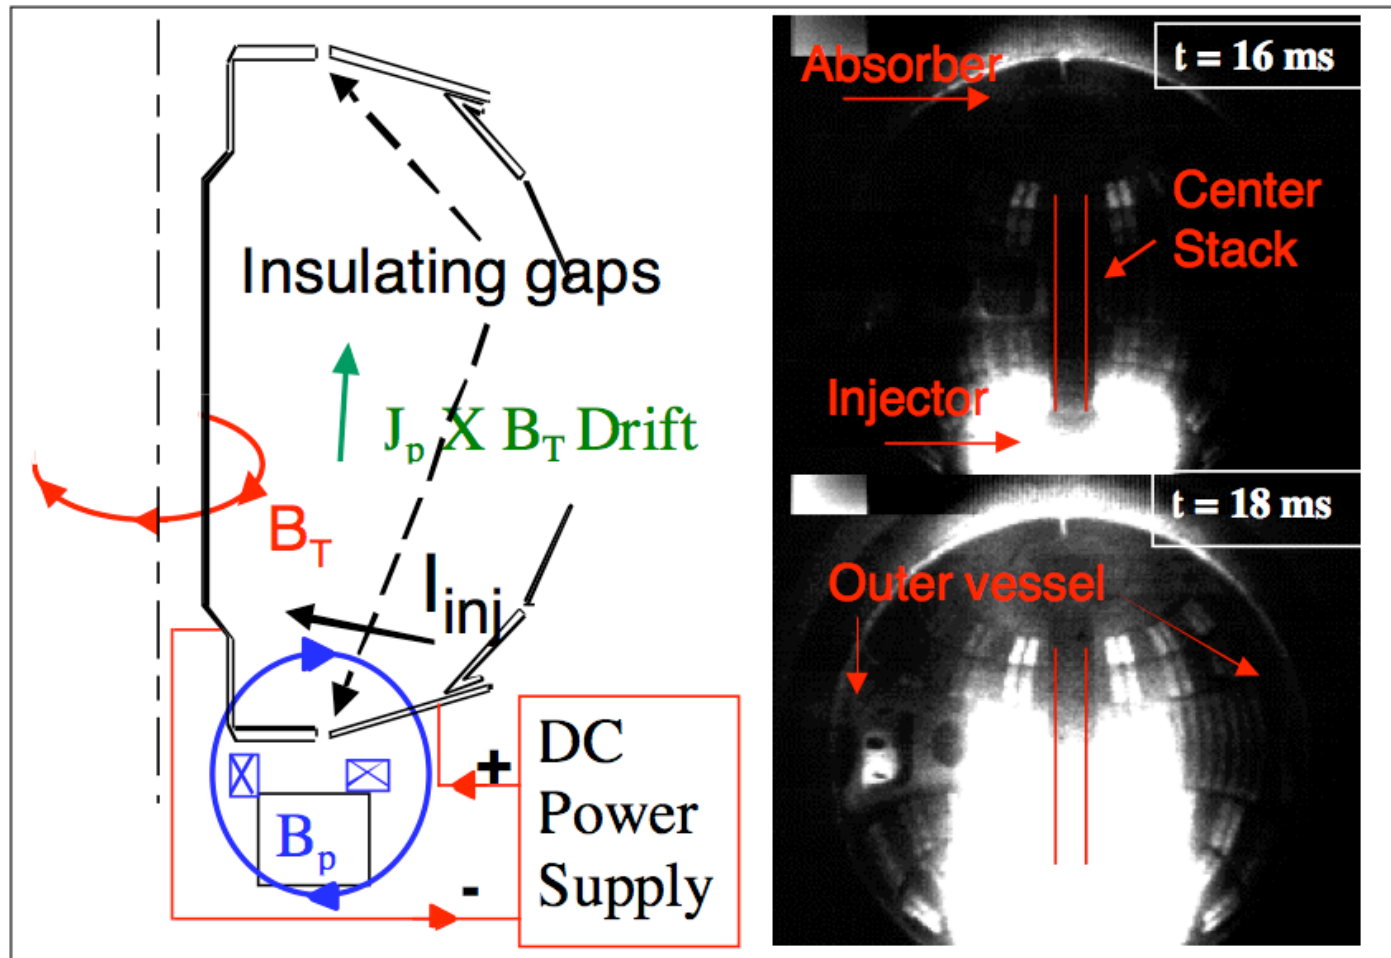 Insulating gaps
J_p X B_T Drift
B_T
I_inj
B_p
+
-
DC
Power
Supply
t = 16 ms
Absorber
Center
Stack
Injector
t = 18 ms
Outer vessel